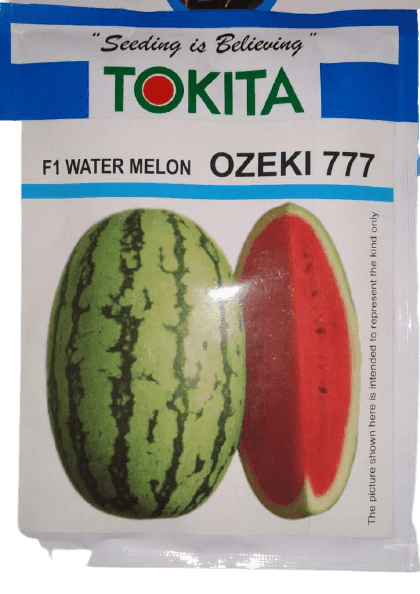 "Seeding is Believing"
TOKITA
F1 WATER MELON OZEKI 777
The picture shown here is intended to represent the kind only